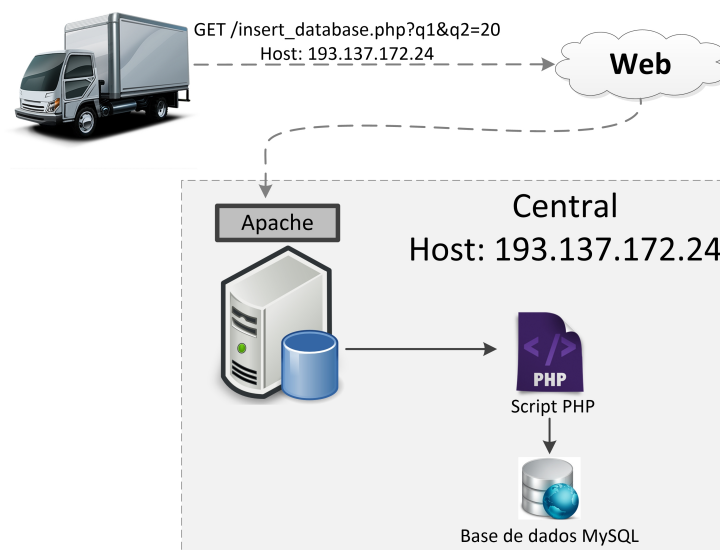 GET /insert_database.php?q1&q2=20
Host: 193.137.172.24
Web
Apache
Central
Host: 193.137.172.24
</>
PHP
Script PHP
Base de dados MySQL